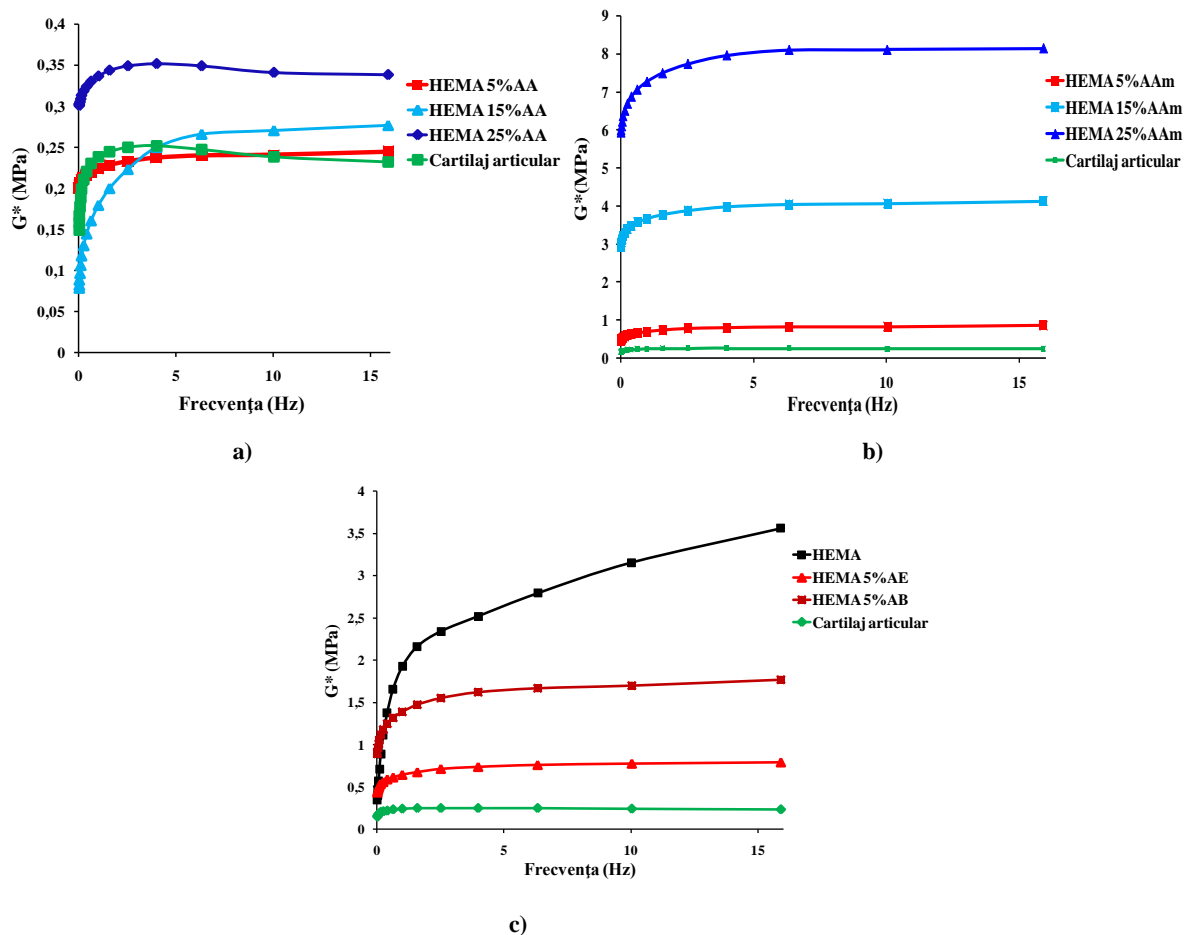 0,4
0,35
0,3
0,25
0,2
0,15
0,1
0,05
0
G* (MPa)
0 5 10 15
Frecvenţa (Hz)
HEMA 5%AA
HEMA 15%AA
HEMA 25%AA
Cartilaj articular
a)
9
8
7
6
5
4
3
2
1
0
G* (MPa)
0 5 10 15
Frecvenţa (Hz)
HEMA 5%AAm
HEMA 15%AAm
HEMA 25%AAm
Cartilaj articular
b)
4
3,5
3
2,5
2
1,5
1
0,5
0
G* (MPa)
0 5 10 15
Frecvenţa (Hz)
HEMA
HEMA 5%AE
HEMA 5%AB
Cartilaj articular
c)